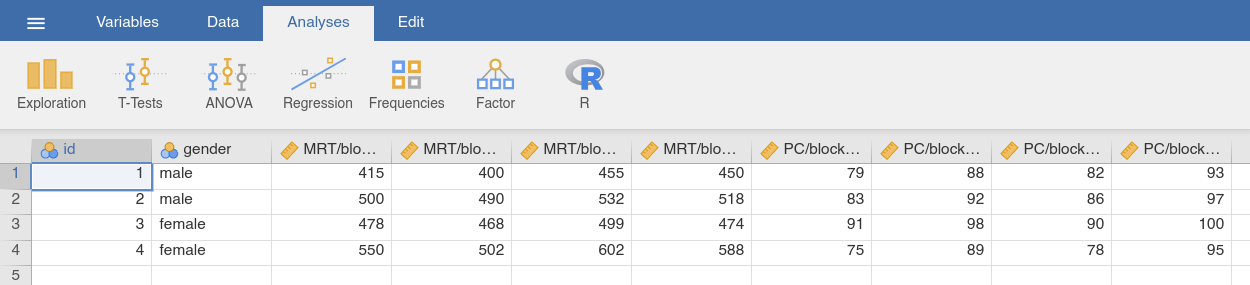 Variables Data Analyses Edit
Exploration T-Tests ANOVA Regression Frequencies Factor R
id gender MRT/blo... MRT/blo... MRT/blo... MRT/blo... PC/block... PC/block... PC/block... PC/block...
1 1 male 415 400 455 450 79 88 82 93
2 2 male 500 490 532 518 83 92 86 97
3 3 female 478 468 499 474 91 98 90 100
4 4 female 550 502 602 588 75 89 78 95
5